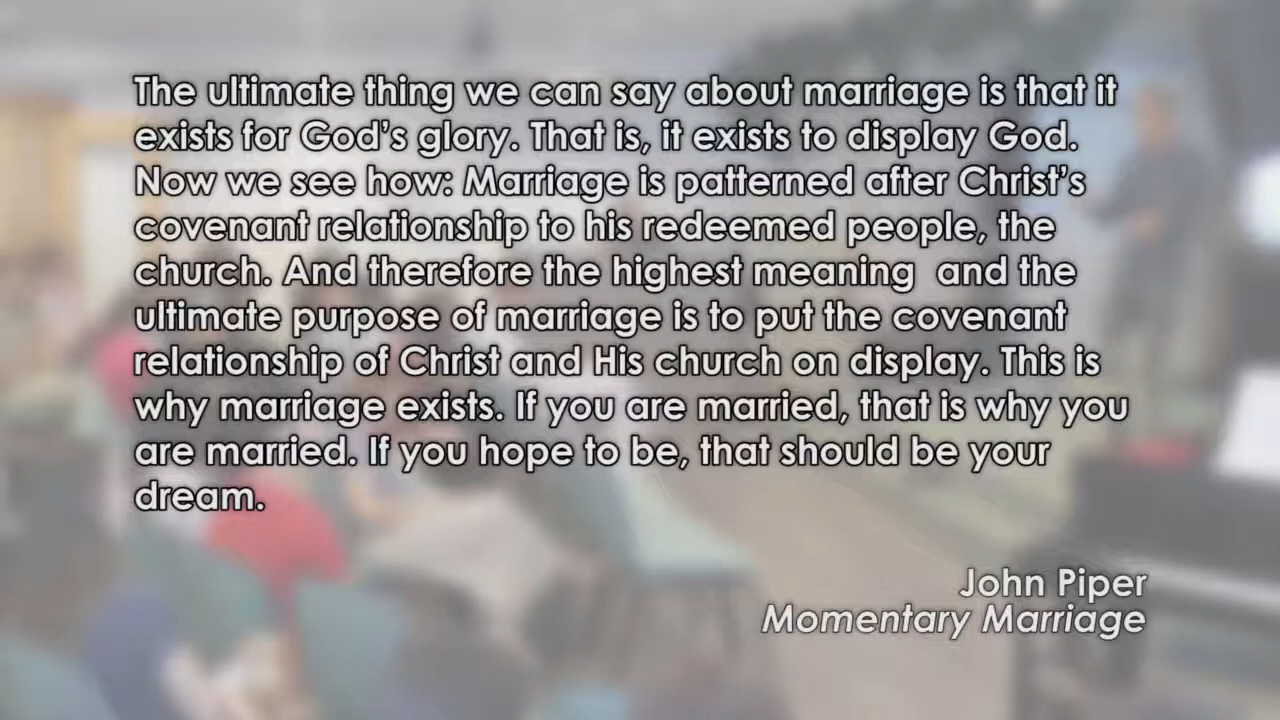 The ultimate thing we can say about marriage is that it
exists for God's glory. That is, it exists to display God.
Now we see how: Marriage is patterned after Christ's
covenant relationship to his redeemed people, the
church. And therefore the highest meaning  and the
ultimate purpose of marriage is to put the covenant
relationship of Christ and His church on display. This is
why marriage exists. If you are married, that is why you
are married. If you hope to be, that should be your
dream.
John Piper
Momentary Marriage